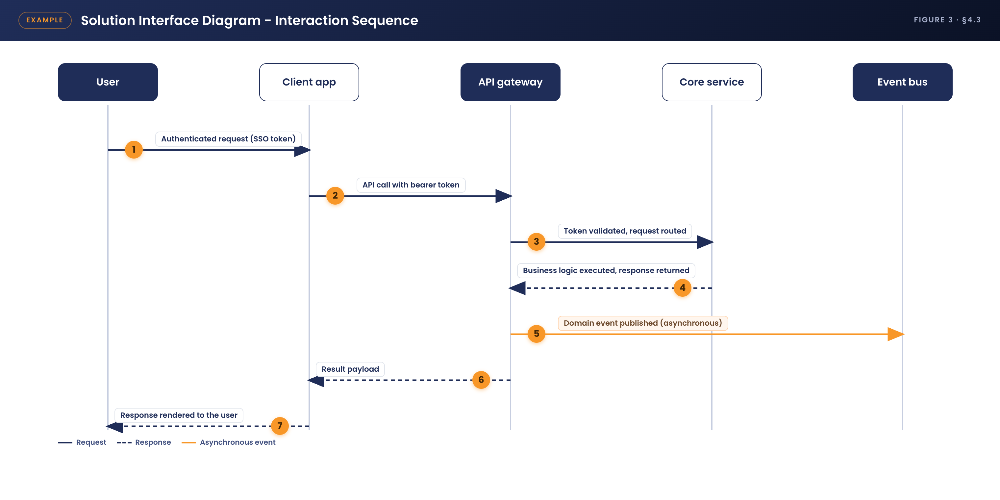 EXAMPLE
Solution Interface Diagram - Interaction Sequence
FIGURE 3 · §4.3
User
Client app
API gateway
Core service
Event bus
Authenticated request (SSO token)
1
API call with bearer token
2
Token validated, request routed
3
Business logic executed, response returned
4
Domain event published (asynchronous)
5
Result payload
6
Response rendered to the user
7
Request
Response
Asynchronous event